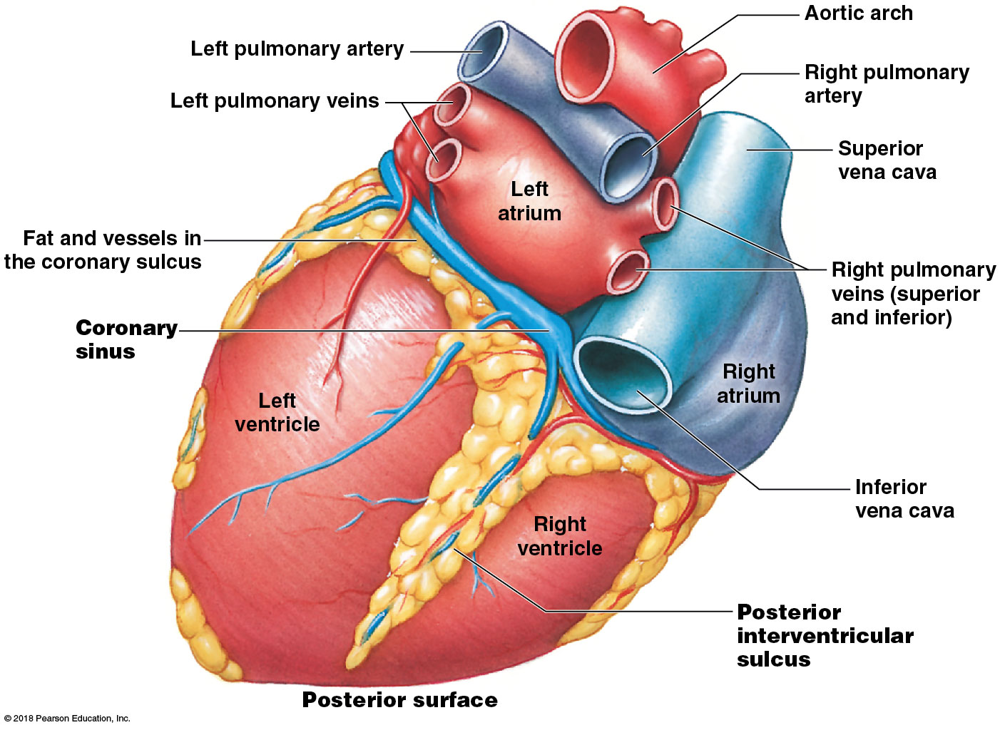 Aortic arch
Left pulmonary artery
Right pulmonary
artery
Left pulmonary veins
Superior
vena cava
Left
atrium
Fat and vessels in
the coronary sulcus
Right pulmonary
veins (superior
and inferior)
Coronary
sinus
Right
atrium
Left
ventricle
Inferior
vena cava
Right
ventricle
Posterior
interventricular
sulcus
Posterior surface
© 2018 Pearson Education, Inc.